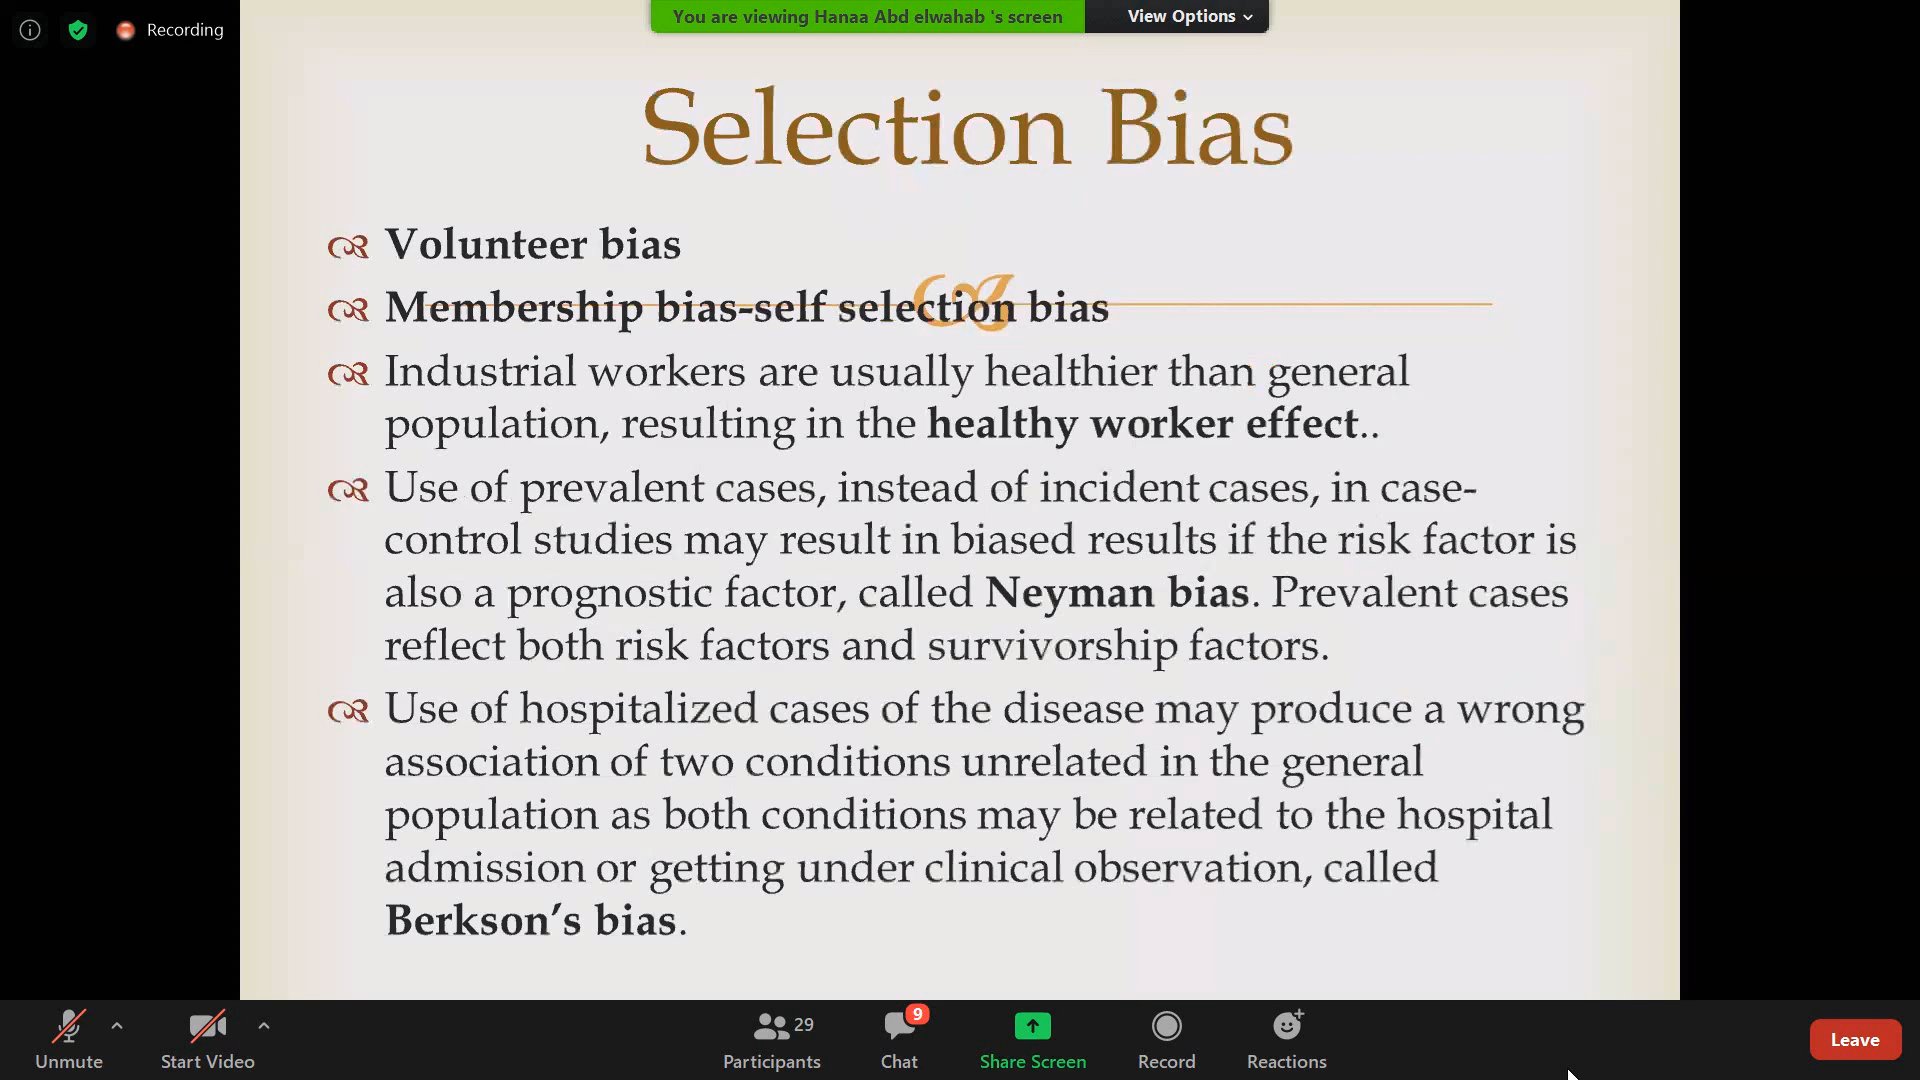 You are viewing Hanaa Abd elwahab 's screen
View Options
Recording
Selection Bias
Volunteer bias
Membership bias-self selection bias
Industrial workers are usually healthier than general
population, resulting in the healthy worker effect..
Use of prevalent cases, instead of incident cases, in case-
control studies may result in biased results if the risk factor is
also a prognostic factor, called Neyman bias. Prevalent cases
reflect both risk factors and survivorship factors.
Use of hospitalized cases of the disease may produce a wrong
association of two conditions unrelated in the general
population as both conditions may be related to the hospital
admission or getting under clinical observation, called
Berkson's bias.
29
9
Unmute
Start Video
Participants
Chat
Share Screen
Record
Reactions
Leave